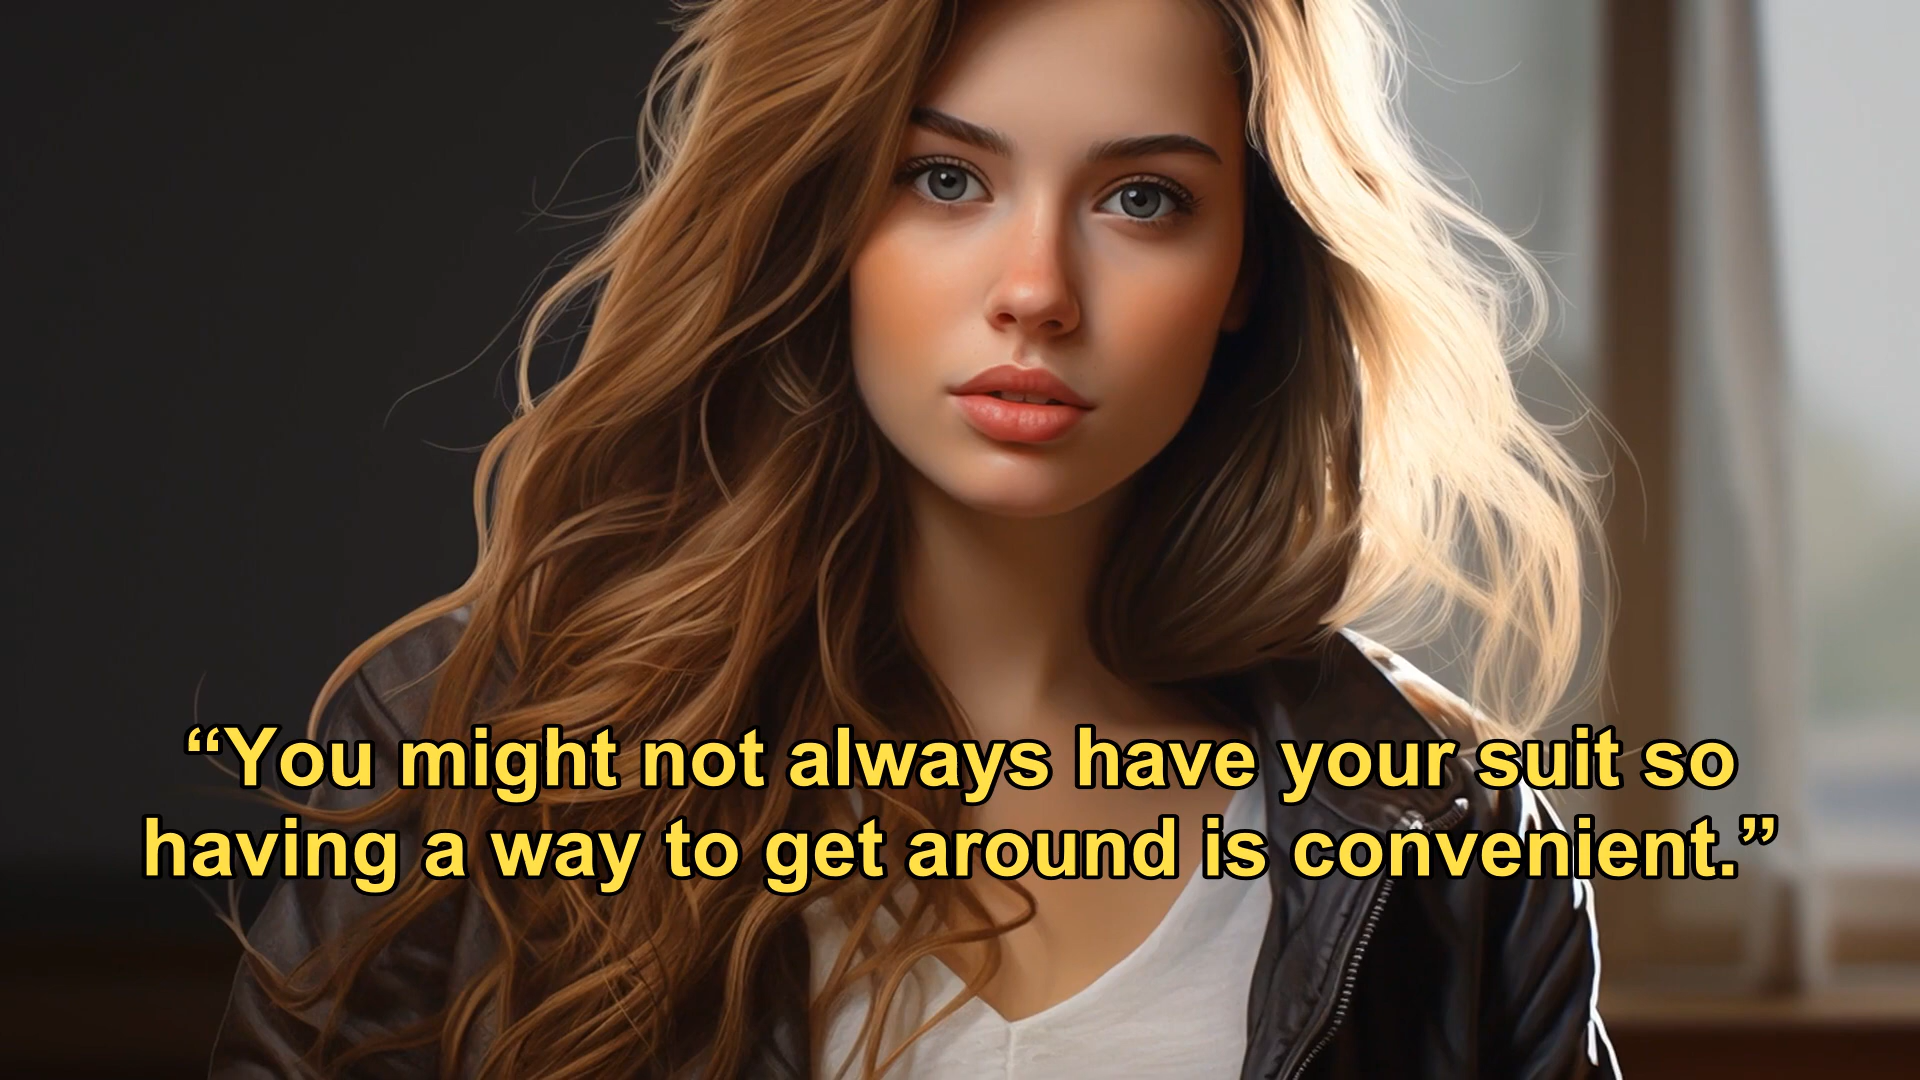 “You might not always have your suit so
having a way to get around is convenient.”